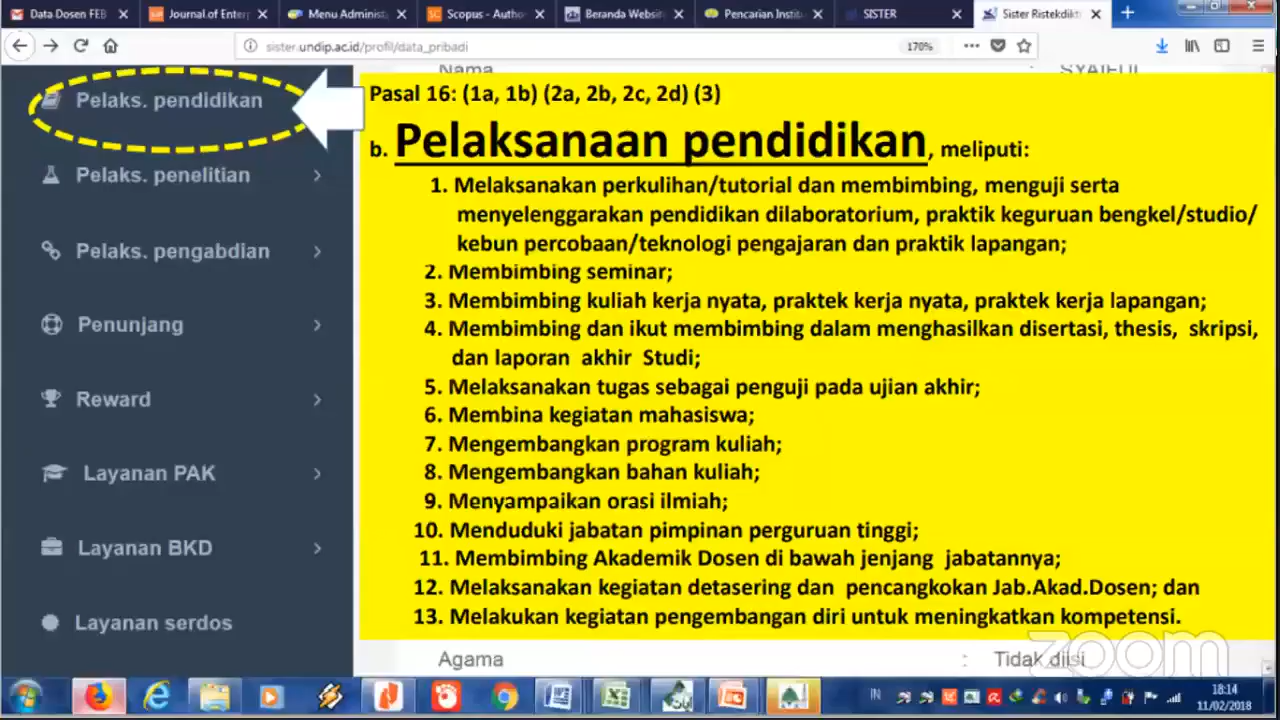 Data Dosen FEB
Journal of Enter
Menu Administ
Scopus - Autho
Beranda Websit
Pencarian Instit
SISTER
Sister Ristekdikti
sister.undip.ac.id/profil/data_pribadi
170%
Nama : SYAIFUL
Pelaks. pendidikan
Pelaks. penelitian
Pelaks. pengabdian
Penunjang
Reward
Layanan PAK
Layanan BKD
Layanan serdos
Pasal 16: (1a, 1b) (2a, 2b, 2c, 2d) (3)
b. Pelaksanaan pendidikan, meliputi:
1. Melaksanakan perkulihan/tutorial dan membimbing, menguji serta
menyelenggarakan pendidikan dilaboratorium, praktik keguruan bengkel/studio/
kebun percobaan/teknologi pengajaran dan praktik lapangan;
2. Membimbing seminar;
3. Membimbing kuliah kerja nyata, praktek kerja nyata, praktek kerja lapangan;
4. Membimbing dan ikut membimbing dalam menghasilkan disertasi, thesis, skripsi,
dan laporan akhir Studi;
5. Melaksanakan tugas sebagai penguji pada ujian akhir;
6. Membina kegiatan mahasiswa;
7. Mengembangkan program kuliah;
8. Mengembangkan bahan kuliah;
9. Menyampaikan orasi ilmiah;
10. Menduduki jabatan pimpinan perguruan tinggi;
11. Membimbing Akademik Dosen di bawah jenjang jabatannya;
12. Melaksanakan kegiatan detasering dan pencangkokan Jab.Akad.Dosen; dan
13. Melakukan kegiatan pengembangan diri untuk meningkatkan kompetensi.
Agama : Tidak diisi
zoom
IN
18:14
11/02/2018